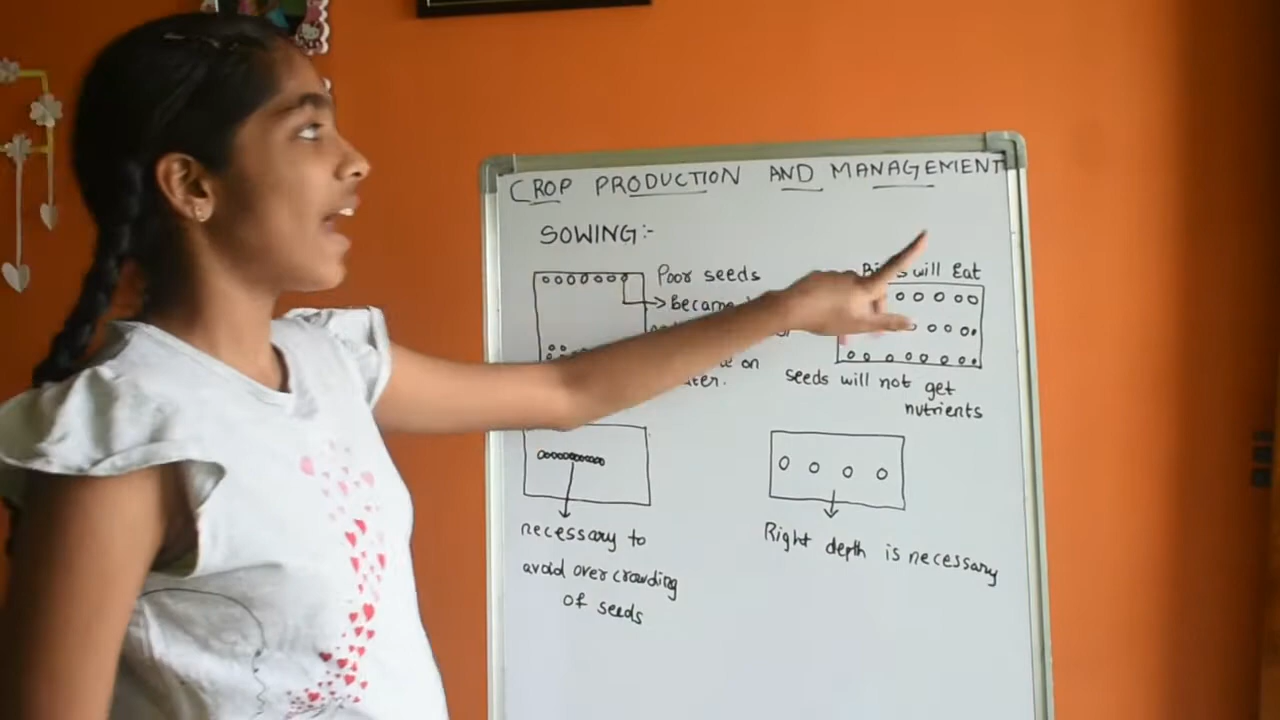 CROP PRODUCTION AND MANAGEMENT
SOWING:-
Poor seeds
became
on
Birds will Eat
seeds will not get
nutrients
necessary to
avoid over crowding
of seeds
Right depth is necessary